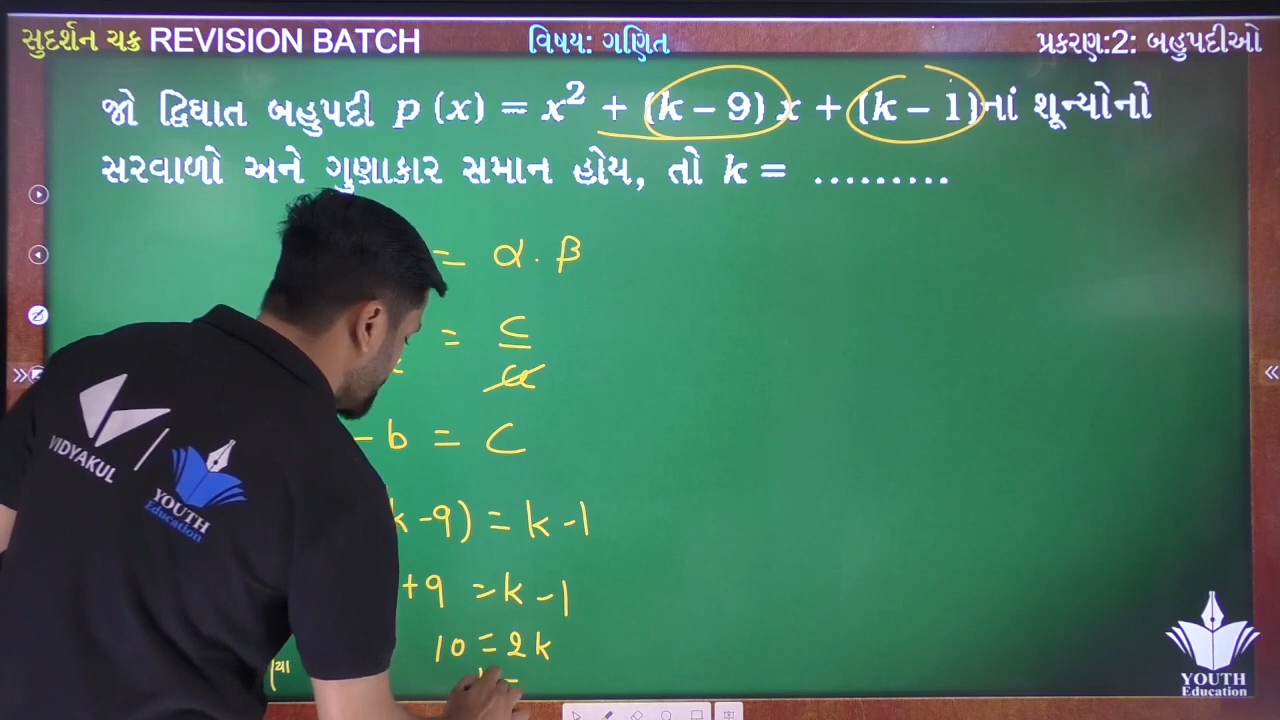 સુદર્શન ચક્ર REVISION BATCH
વિષય: ગણિત
પ્રકરણ:2: બહુપદીઓ
જો દ્વિઘાત બહુપદી p (x) = x² + (k – 9) x + (k – 1)નાં શૂન્યોનો
સરવાળો અને ગુણાકાર સમાન હોય, તો k = .........
= α · β
= c
a
- b = c
k - 9) = k - 1
+ 9 = k - 1
10 = 2k
VIDYAKUL
YOUTH
Education
YOUTH
Education